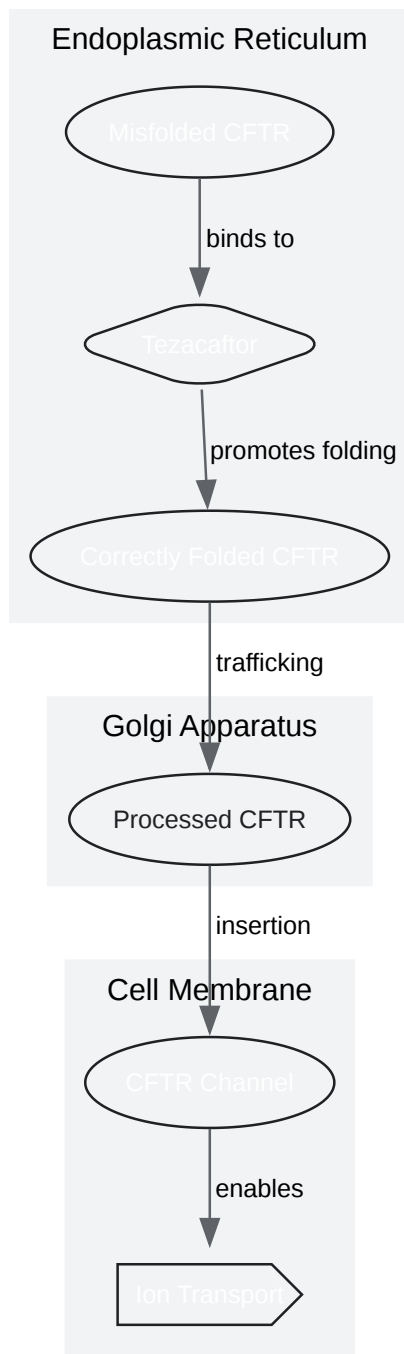 Endoplasmic Reticulum
Misfolded CFTR
binds to
Tezacaftor
promotes folding
Correctly Folded CFTR
trafficking
Golgi Apparatus
Processed CFTR
insertion
Cell Membrane
CFTR Channel
enables
Ion Transport